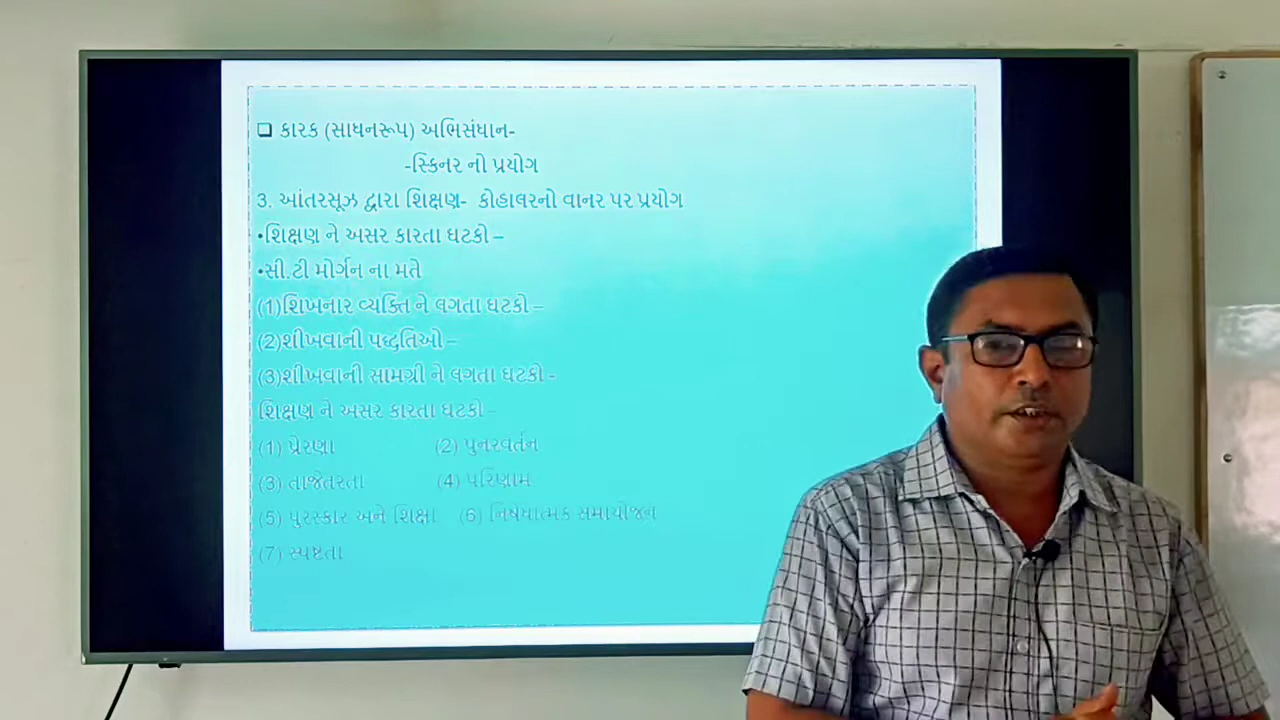 ❑ કારક (સાધનરૂપ) અભિસંધાન-
-સ્કિનર નો પ્રયોગ
3. આંતરસૂઝ દ્વારા શિક્ષણ- કોહાલરનો વાનર પર પ્રયોગ
•શિક્ષણ ને અસર કારતા ઘટકો –
•સી.ટી મોર્ગન ના મતે
(1)શિખનાર વ્યક્તિ ને લગતા ઘટકો –
(2)શીખવાની પધ્ધતિઓ –
(3)શીખવાની સામગ્રી ને લગતા ઘટકો -
શિક્ષણ ને અસર કારતા ઘટકો –
(1) પ્રેરણા (2) પુનરવર્તન
(3) તાજેતરતા (4) પરિણામ
(5) પુરસ્કાર અને શિક્ષા (6) નિષેધાત્મક સમાયોજન
(7) સ્પષ્ટતા